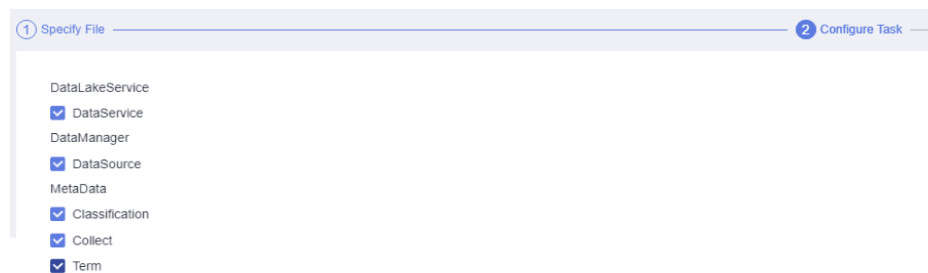 1 Specify File 2 Configure Task
DataLakeService
DataService
DataManager
DataSource
MetaData
Classification
Collect
Term